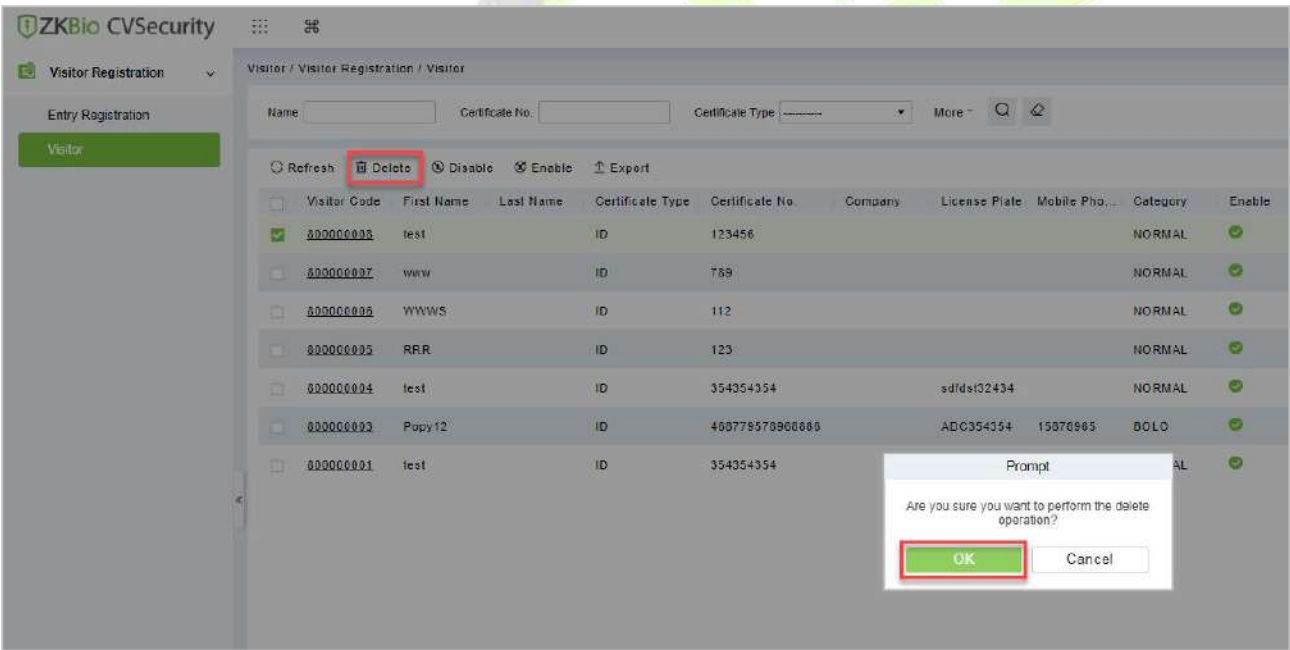 ZKBio CVSecurity
Visitor Registration
Entry Registration
Visitor
Visitor / Visitor Registration / Visitor
Name Certificate No. Certificate Type ---------- More
Refresh Delete Disable Enable Export
Visitor Code First Name Last Name Certificate Type Certificate No. Company License Plate Mobile Pho... Category Enable
800000008 test ID 123456 NORMAL
800000007 www ID 789 NORMAL
800000006 WWWS ID 112 NORMAL
800000005 RRR ID 123 NORMAL
800000004 test ID 354354354 sdfdsf32434 NORMAL
800000003 Popy12 ID ADC354354 15878965 BOLO
800000001 test ID 354354354 AL
Prompt
Are you sure you want to perform the delete
operation?
OK Cancel